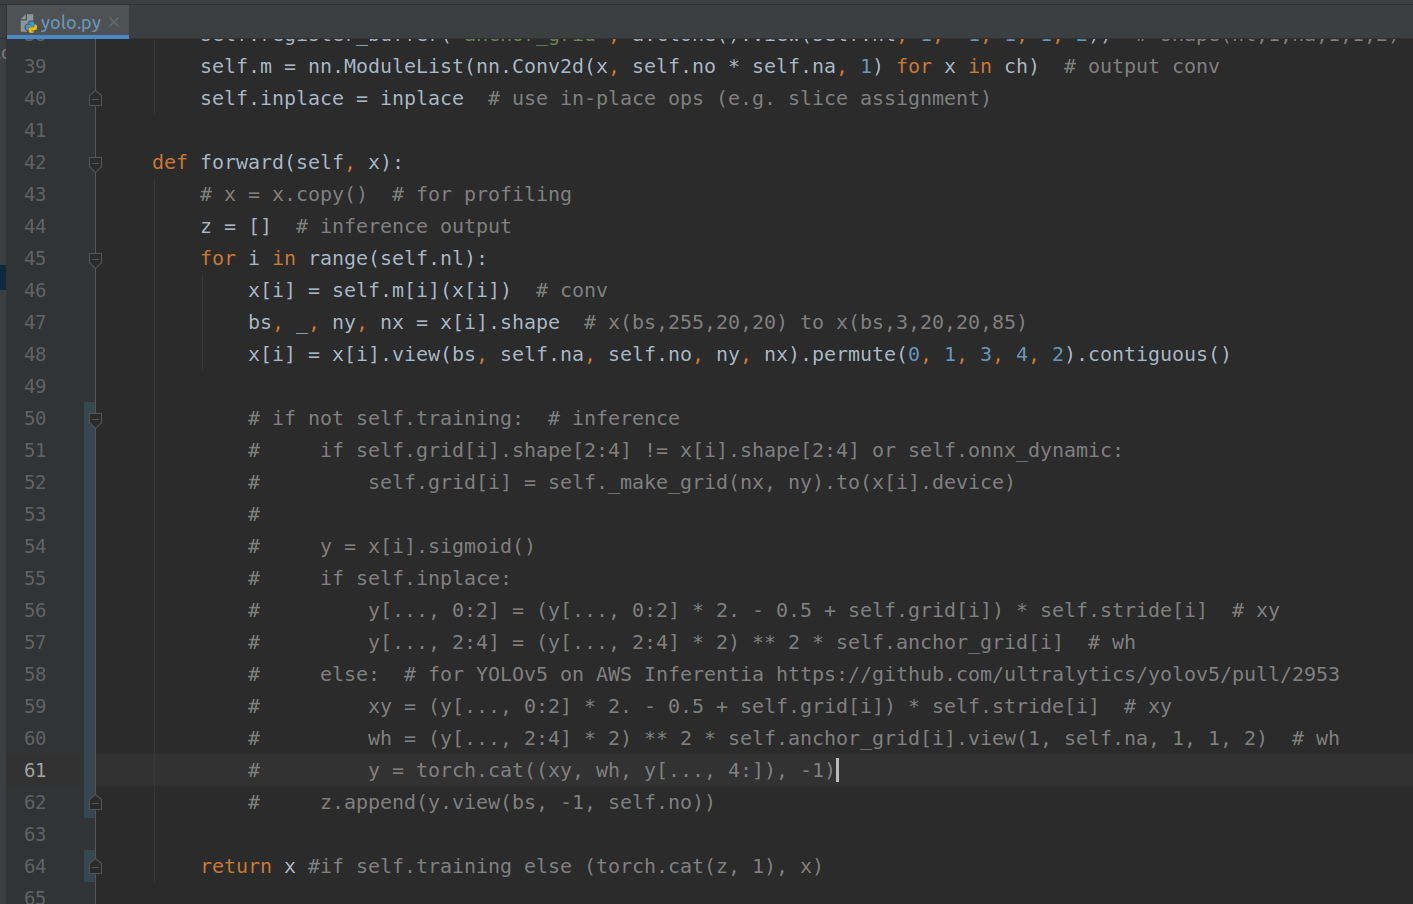 yolo.py
39 self.m = nn.ModuleList(nn.Conv2d(x, self.no * self.na, 1) for x in ch)  # output conv
40 self.inplace = inplace  # use in-place ops (e.g. slice assignment)
41
42 def forward(self, x):
43 # x = x.copy()  # for profiling
44 z = []  # inference output
45 for i in range(self.nl):
46 x[i] = self.m[i](x[i])  # conv
47 bs, _, ny, nx = x[i].shape  # x(bs,255,20,20) to x(bs,3,20,20,85)
48 x[i] = x[i].view(bs, self.na, self.no, ny, nx).permute(0, 1, 3, 4, 2).contiguous()
49
50 # if not self.training:  # inference
51 #     if self.grid[i].shape[2:4] != x[i].shape[2:4] or self.onnx_dynamic:
52 #         self.grid[i] = self._make_grid(nx, ny).to(x[i].device)
53 #
54 #     y = x[i].sigmoid()
55 #     if self.inplace:
56 #         y[..., 0:2] = (y[..., 0:2] * 2. - 0.5 + self.grid[i]) * self.stride[i]  # xy
57 #         y[..., 2:4] = (y[..., 2:4] * 2) ** 2 * self.anchor_grid[i]  # wh
58 #     else:  # for YOLOv5 on AWS Inferentia https://github.com/ultralytics/yolov5/pull/2953
59 #         xy = (y[..., 0:2] * 2. - 0.5 + self.grid[i]) * self.stride[i]  # xy
60 #         wh = (y[..., 2:4] * 2) ** 2 * self.anchor_grid[i].view(1, self.na, 1, 1, 2)  # wh
61 #         y = torch.cat((xy, wh, y[..., 4:]), -1)
62 #     z.append(y.view(bs, -1, self.no))
63
64 return x #if self.training else (torch.cat(z, 1), x)
65